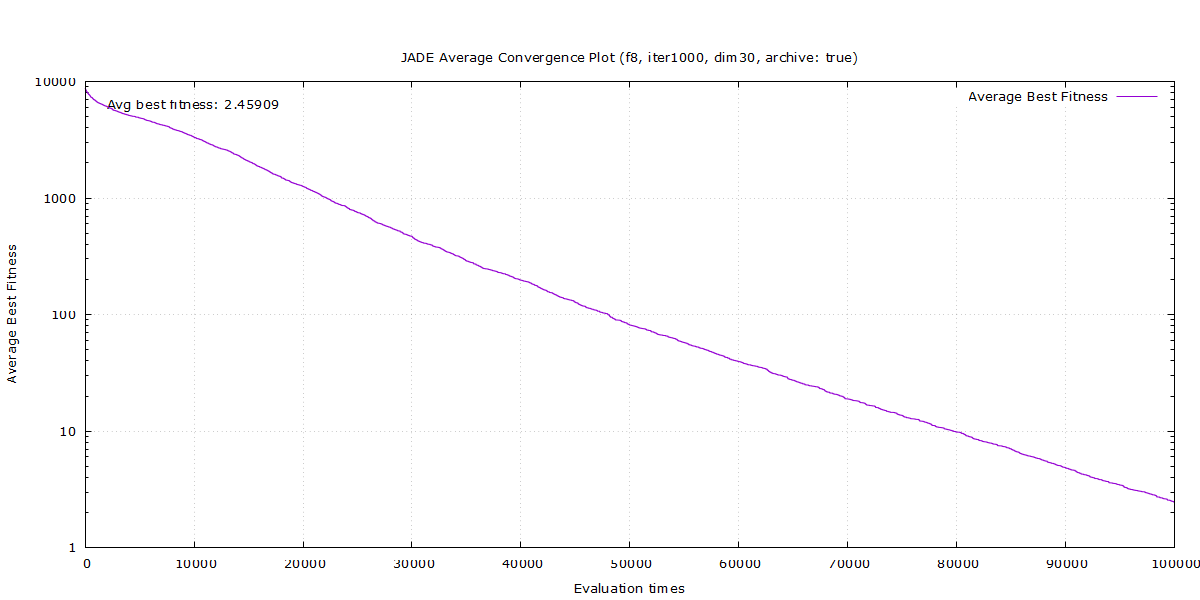 JADE Average Convergence Plot (f8, iter1000, dim30, archive: true)
10000
Avg best fitness: 2.45909
Average Best Fitness
1000
100
10
1
Average Best Fitness
0 10000 20000 30000 40000 50000 60000 70000 80000 90000 100000
Evaluation times